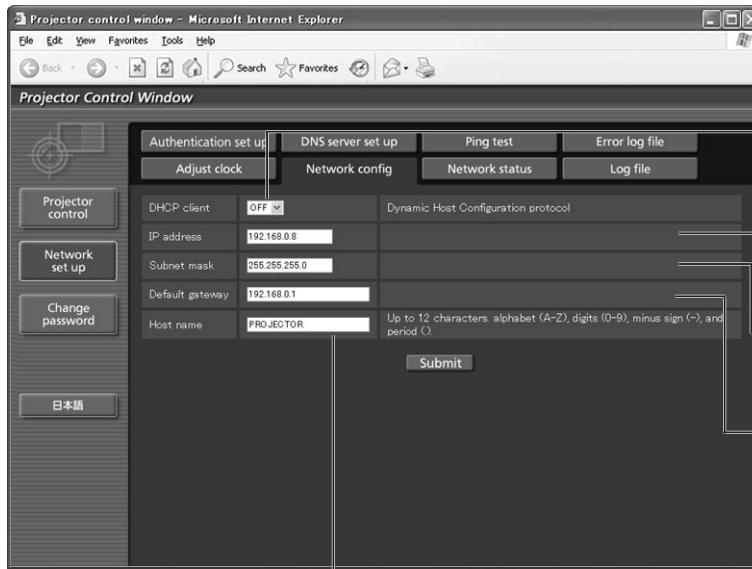 Projector control window - Microsoft Internet Explorer
File Edit View Favorites Tools Help
Back Search Favorites
Projector Control Window
Authentication set up DNS server set up Ping test Error log file
Adjust clock Network config Network status Log file
Projector control
Network set up
Change password
日本語
DHCP client OFF Dynamic Host Configuration protocol
IP address 192.168.0.8
Subnet mask 255.255.255.0
Default gateway 192.168.0.1
Host name PROJECTOR Up to 12 characters. alphabet (A-Z), digits (0-9), minus sign (-), and
period ().
Submit